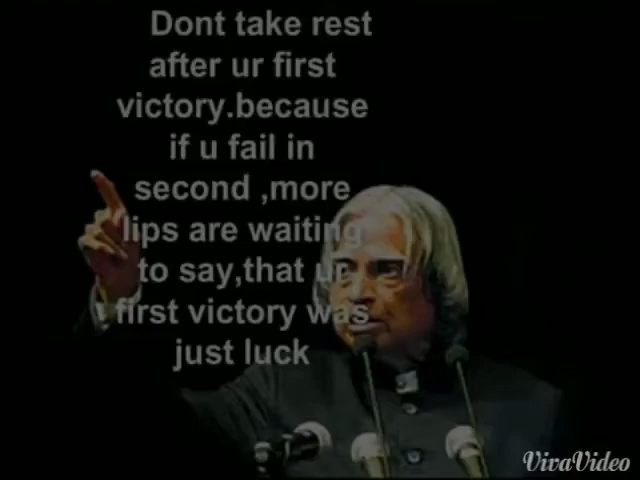 Dont take rest
after ur first
victory.because
if u fail in
second ,more
lips are waiting
to say,that ur
first victory was
just luck
VivaVideo